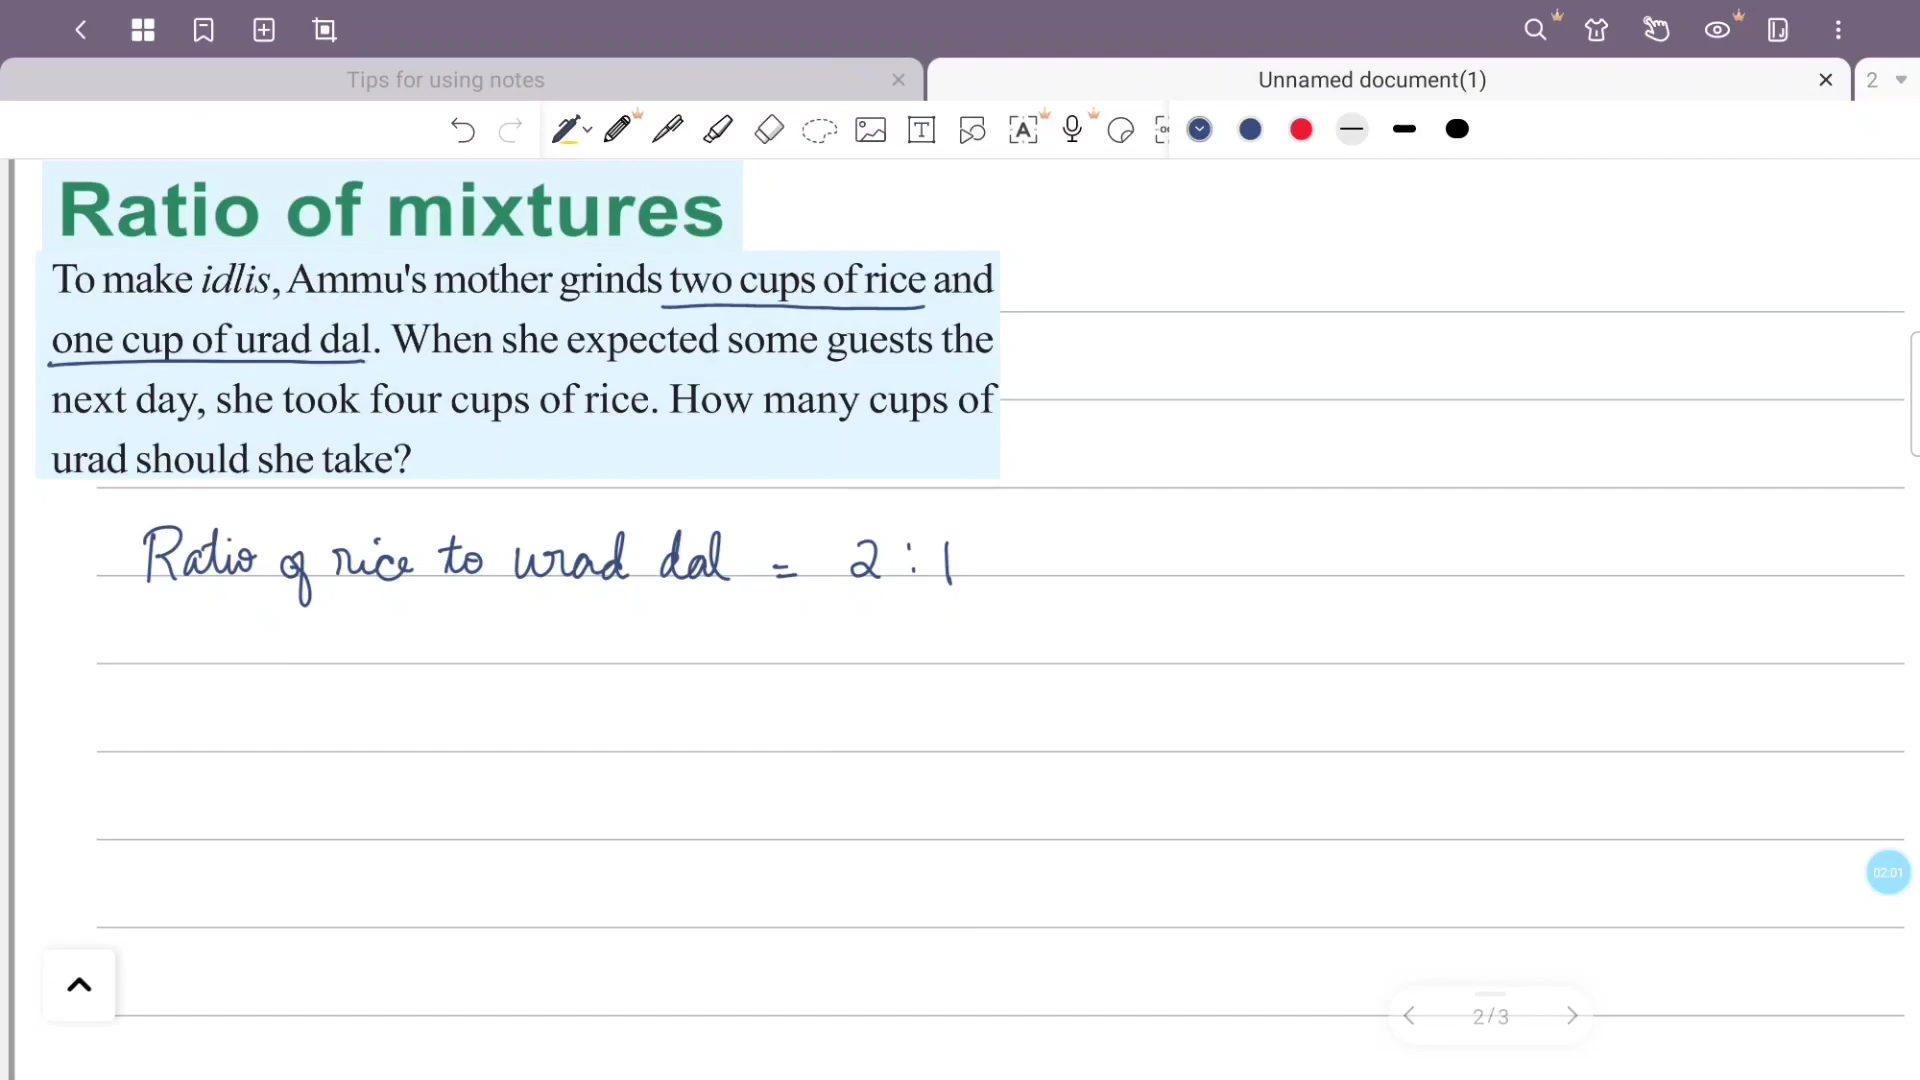 Tips for using notes
Unnamed document(1)
2
Ratio of mixtures
To make idlis, Ammu's mother grinds two cups of rice and
one cup of urad dal. When she expected some guests the
next day, she took four cups of rice. How many cups of
urad should she take?
Ratio of rice to urad dal = 2 : 1
02:01
2/3